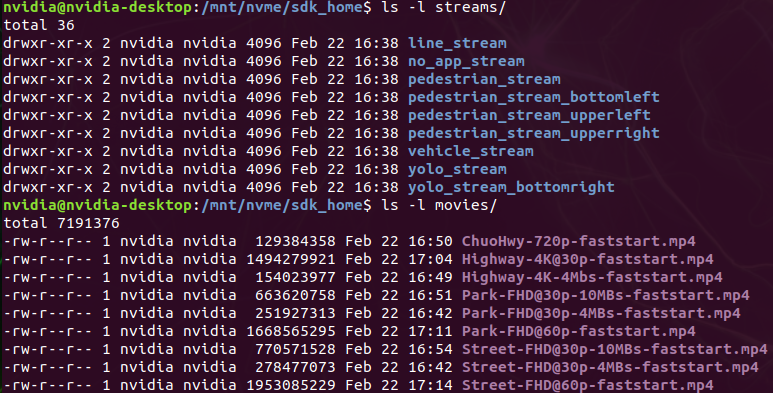 nvidia@nvidia-desktop:/mnt/nvme/sdk_home$ ls -l streams/
total 36
drwxr-xr-x 2 nvidia nvidia 4096 Feb 22 16:38 line_stream
drwxr-xr-x 2 nvidia nvidia 4096 Feb 22 16:38 no_app_stream
drwxr-xr-x 2 nvidia nvidia 4096 Feb 22 16:38 pedestrian_stream
drwxr-xr-x 2 nvidia nvidia 4096 Feb 22 16:38 pedestrian_stream_bottomleft
drwxr-xr-x 2 nvidia nvidia 4096 Feb 22 16:38 pedestrian_stream_upperleft
drwxr-xr-x 2 nvidia nvidia 4096 Feb 22 16:38 pedestrian_stream_upperright
drwxr-xr-x 2 nvidia nvidia 4096 Feb 22 16:38 vehicle_stream
drwxr-xr-x 2 nvidia nvidia 4096 Feb 22 16:38 yolo_stream
drwxr-xr-x 2 nvidia nvidia 4096 Feb 22 16:38 yolo_stream_bottomright
nvidia@nvidia-desktop:/mnt/nvme/sdk_home$ ls -l movies/
total 7191376
-rw-r--r-- 1 nvidia nvidia  129384358 Feb 22 16:50 ChuoHwy-720p-faststart.mp4
-rw-r--r-- 1 nvidia nvidia 1494279921 Feb 22 17:04 Highway-4K@30p-faststart.mp4
-rw-r--r-- 1 nvidia nvidia  154023977 Feb 22 16:49 Highway-4K-4Mbs-faststart.mp4
-rw-r--r-- 1 nvidia nvidia  663620758 Feb 22 16:51 Park-FHD@30p-10MBs-faststart.mp4
-rw-r--r-- 1 nvidia nvidia  251927313 Feb 22 16:42 Park-FHD@30p-4MBs-faststart.mp4
-rw-r--r-- 1 nvidia nvidia 1668565295 Feb 22 17:11 Park-FHD@60p-faststart.mp4
-rw-r--r-- 1 nvidia nvidia  770571528 Feb 22 16:54 Street-FHD@30p-10MBs-faststart.mp4
-rw-r--r-- 1 nvidia nvidia  278477073 Feb 22 16:42 Street-FHD@30p-4MBs-faststart.mp4
-rw-r--r-- 1 nvidia nvidia 1953085229 Feb 22 17:14 Street-FHD@60p-faststart.mp4